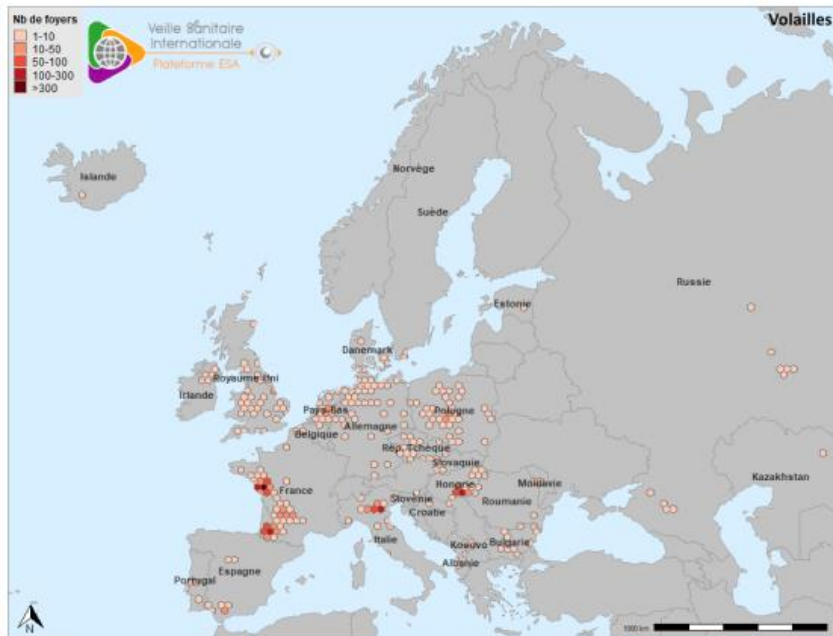 Nb de foyers
1-10
10-50
50-100
100-300
>300
Veille Sanitaire
Internationale
Plateforme ESA
Volailles
Islande
Norvège
Suède
Russie
Estonie
Danemark
Royaume Uni
Irlande
Pays-Bas
Pologne
Allemagne
Belgique
Rép. Tchèque
Slovaquie
Kazakhstan
Hongrie
Moldavie
France
Slovénie
Roumanie
Croatie
Italie
Kosovo
Bulgarie
Albanie
Espagne
Portugal
1000 km